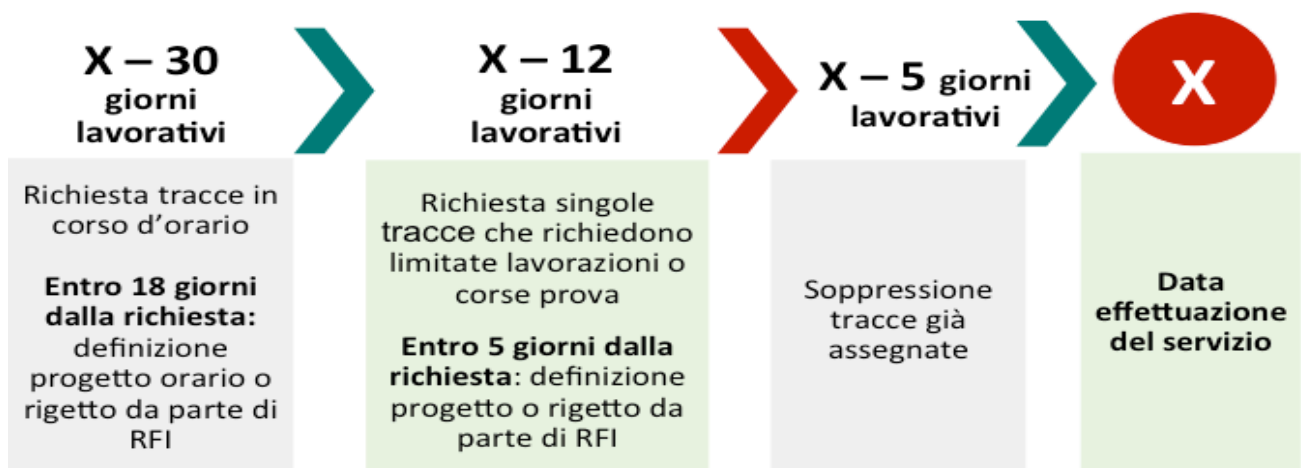 X – 30
giorni
lavorativi
Richiesta tracce in
corso d'orario
Entro 18 giorni
dalla richiesta:
definizione
progetto orario o
rigetto da parte di
RFI
X – 12
giorni
lavorativi
Richiesta singole
tracce che richiedono
limitate lavorazioni o
corse prova
Entro 5 giorni dalla
richiesta: definizione
progetto o rigetto da
parte di RFI
X – 5 giorni
lavorativi
Soppressione
tracce già
assegnate
X
Data
effettuazione
del servizio